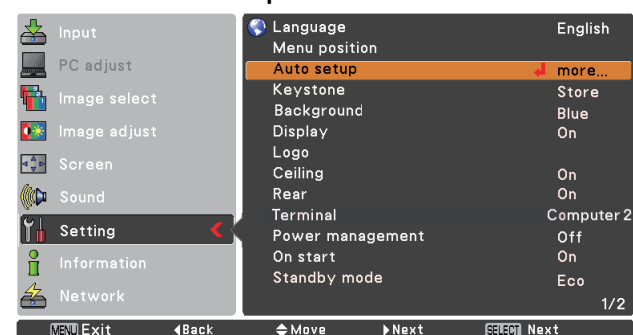 Input
PC adjust
Image select
Image adjust
Screen
Sound
Setting
Information
Network
Language English
Menu position
Auto setup more...
Keystone Store
Background Blue
Display On
Logo
Ceiling On
Rear On
Terminal Computer 2
Power management Off
On start On
Standby mode Eco
1/2
MENU Exit Back Move Next SELECT Next